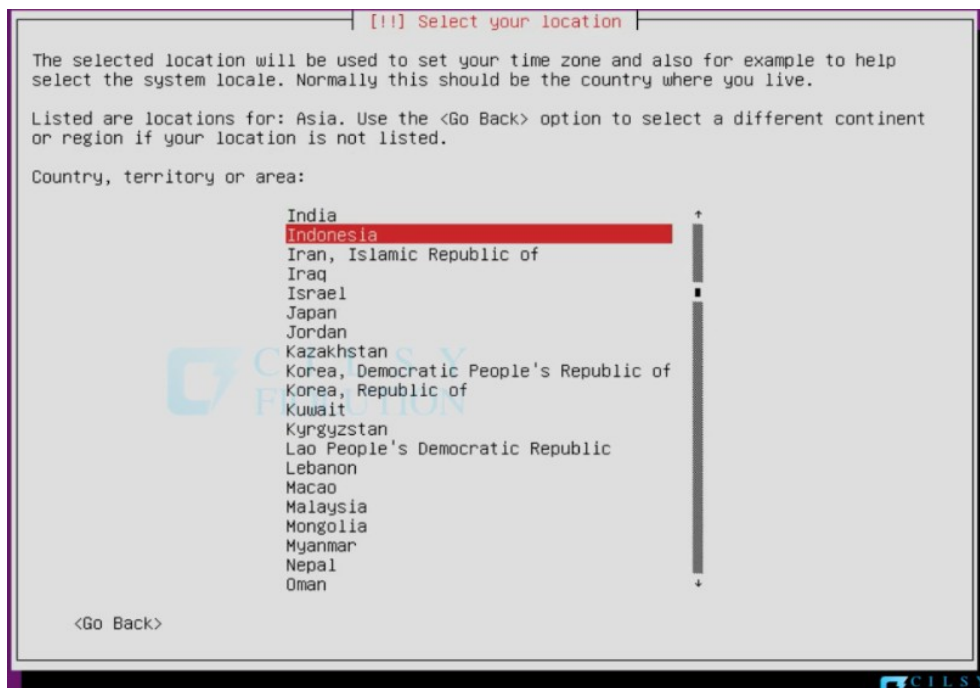 [!!] Select your location
The selected location will be used to set your time zone and also for example to help
select the system locale. Normally this should be the country where you live.
Listed are locations for: Asia. Use the <Go Back> option to select a different continent
or region if your location is not listed.
Country, territory or area:
India
Indonesia
Iran, Islamic Republic of
Iraq
Israel
Japan
Jordan
Kazakhstan
Korea, Democratic People's Republic of
Korea, Republic of
Kuwait
Kyrgyzstan
Lao People's Democratic Republic
Lebanon
Macao
Malaysia
Mongolia
Myanmar
Nepal
Oman
<Go Back>
CILS